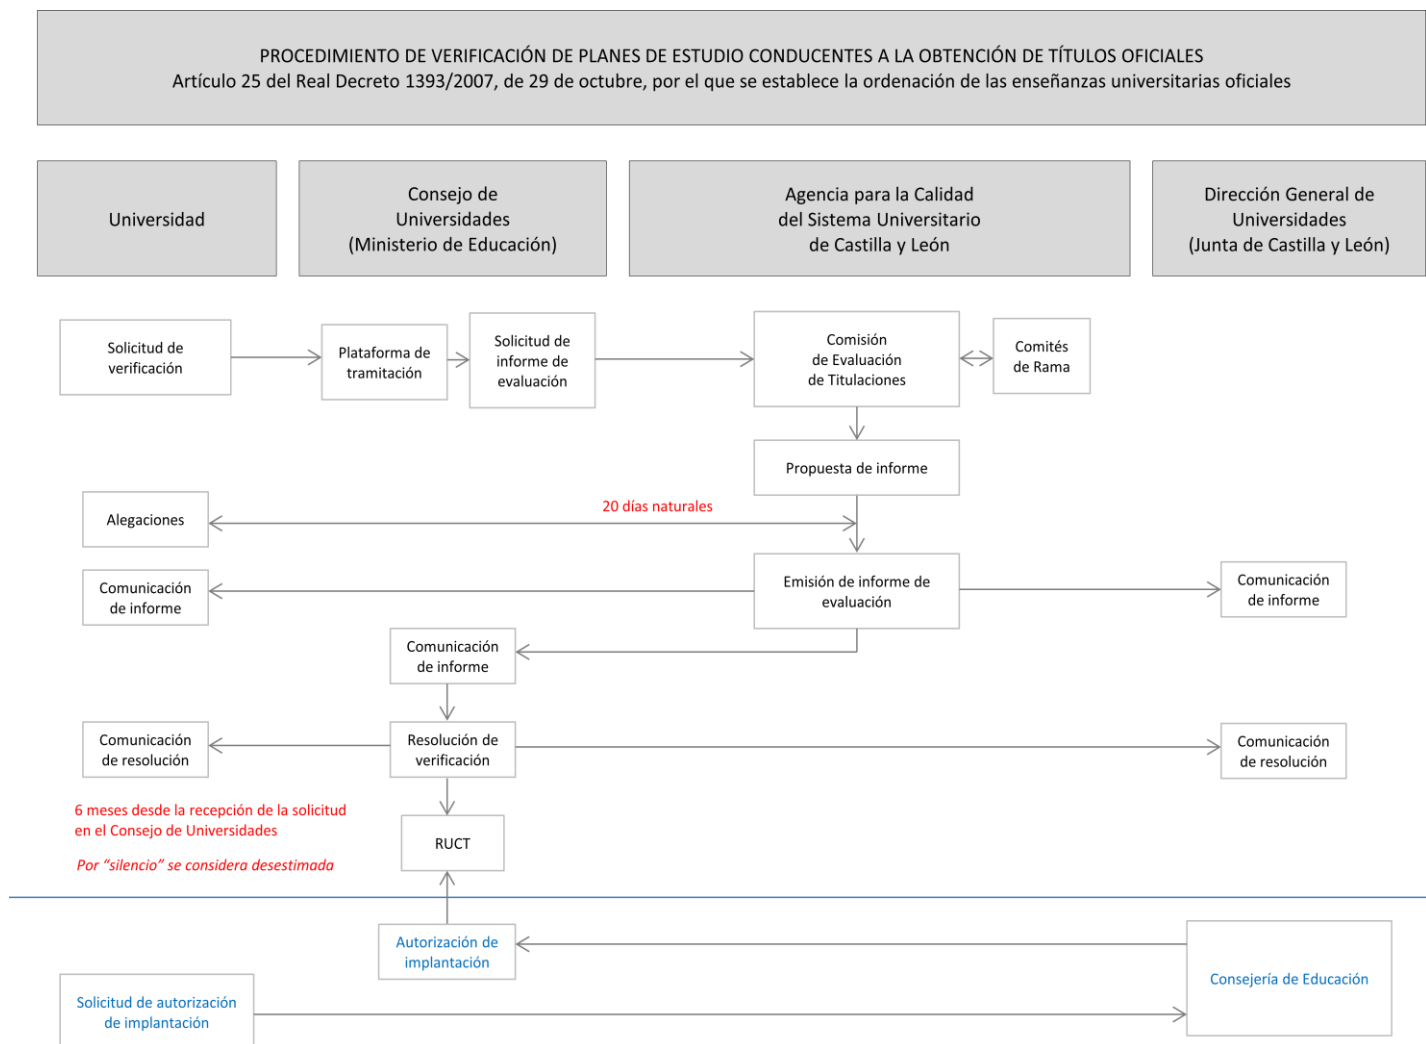 PROCEDIMIENTO DE VERIFICACIÓN DE PLANES DE ESTUDIO CONDUCENTES A LA OBTENCIÓN DE TÍTULOS OFICIALES
Artículo 25 del Real Decreto 1393/2007, de 29 de octubre, por el que se establece la ordenación de las enseñanzas universitarias oficiales
Universidad
Consejo de
Universidades
(Ministerio de Educación)
Agencia para la Calidad
del Sistema Universitario
de Castilla y León
Dirección General de
Universidades
(Junta de Castilla y León)
Solicitud de
verificación
Plataforma de
tramitación
Solicitud de
informe de
evaluación
Comisión
de Evaluación
de Titulaciones
Comités
de Rama
Propuesta de informe
20 días naturales
Alegaciones
Comunicación
de informe
Emisión de informe de
evaluación
Comunicación
de informe
Comunicación
de informe
Comunicación
de resolución
Resolución de
verificación
Comunicación
de resolución
6 meses desde la recepción de la solicitud
en el Consejo de Universidades
Por “silencio” se considera desestimada
RUCT
Autorización de
implantación
Consejería de Educación
Solicitud de autorización
de implantación